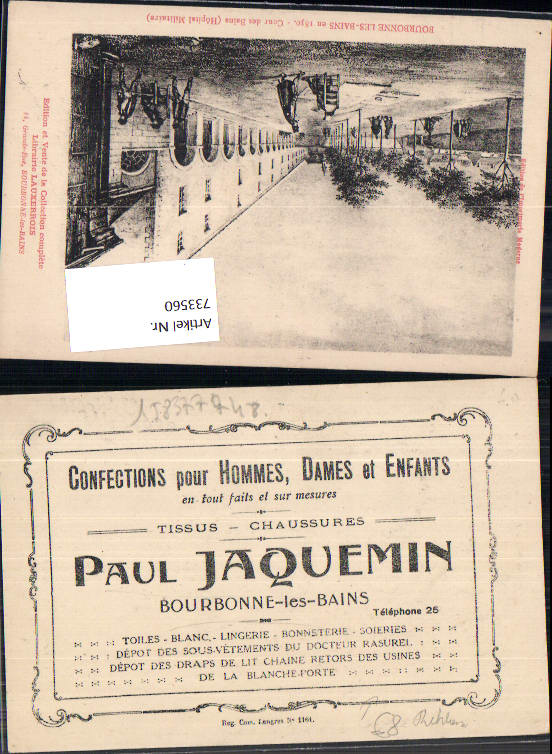 BOURBONNE-LES-BAINS en 1830. - Cour des Bains (Hôpital Militaire)
Edition et Vente de la Collection complète
Librairie LAUXERROIS
14, Grande-Rue, BOURBONNE-les-BAINS
Moderne
Artikel Nr.
733560
CONFECTIONS pour HOMMES, DAMES et ENFANTS
en tout faits et sur mesures
TISSUS - CHAUSSURES
PAUL JAQUEMIN
BOURBONNE-les-BAINS
Téléphone 25
TOILES - BLANC - LINGERIE - BONNETERIE - SOIERIES
DÉPOT DES SOUS-VÊTEMENTS DU DOCTEUR RASUREL
DÉPOT DES DRAPS DE LIT CHAINE RETORS DES USINES
DE LA BLANCHE-PORTE
Reg. Com. Langres N° 1161.